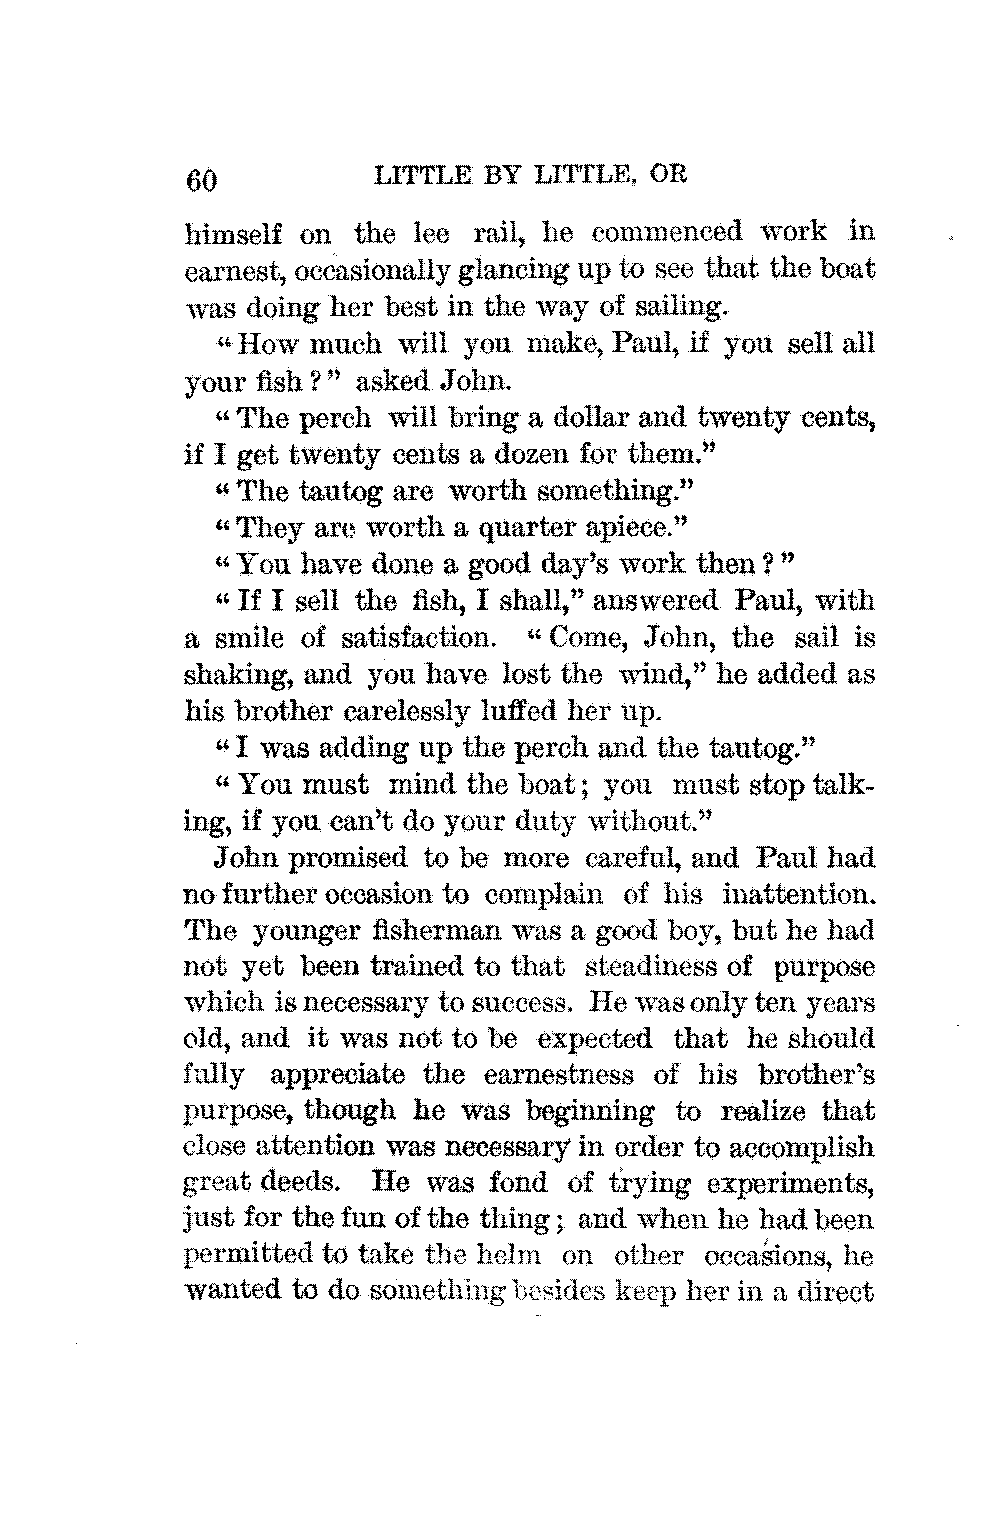 60 LITTLE BY LITTLE, OR
himself on the lee rail, he commenced work in
earnest, occasionally glancing up to see that the boat
was doing her best in the way of sailing.
“How much will you make, Paul, if you sell all
your fish?” asked John.
“The perch will bring a dollar and twenty cents,
if I get twenty cents a dozen for them.”
“The tautog are worth something.”
“They are worth a quarter apiece.”
“You have done a good day’s work then?”
“If I sell the fish, I shall,” answered Paul, with
a smile of satisfaction. “Come, John, the sail is
shaking, and you have lost the wind,” he added as
his brother carelessly luffed her up.
“I was adding up the perch and the tautog.”
“You must mind the boat; you must stop talk-
ing, if you can’t do your duty without.”
John promised to be more careful, and Paul had
no further occasion to complain of his inattention.
The younger fisherman was a good boy, but he had
not yet been trained to that steadiness of purpose
which is necessary to success. He was only ten years
old, and it was not to be expected that he should
fully appreciate the earnestness of his brother’s
purpose, though he was beginning to realize that
close attention was necessary in order to accomplish
great deeds. He was fond of trying experiments,
just for the fun of the thing; and when he had been
permitted to take the helm on other occasions, he
wanted to do something besides keep her in a direct